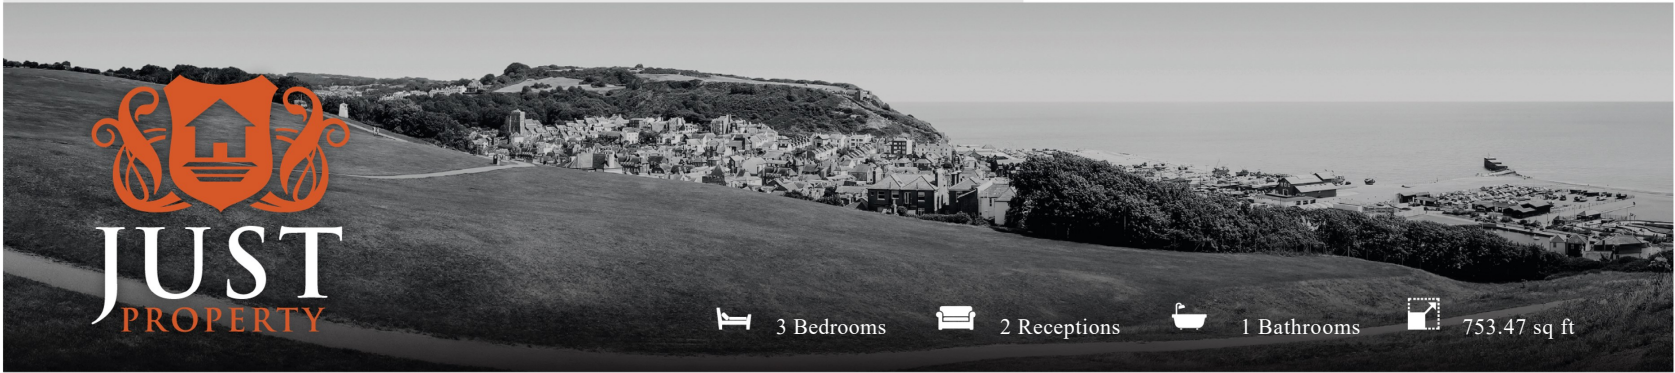 JUST
PROPERTY
3 Bedrooms 2 Receptions 1 Bathrooms 753.47 sq ft